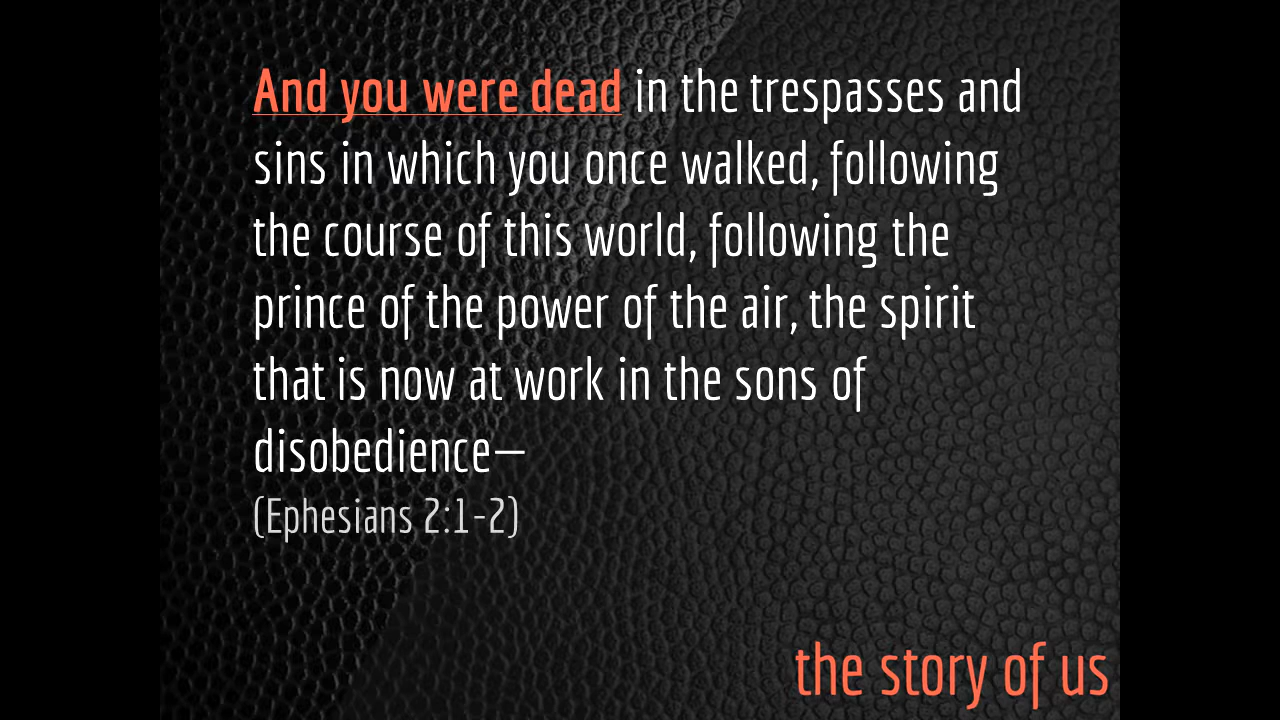 And you were dead in the trespasses and
sins in which you once walked, following
the course of this world, following the
prince of the power of the air, the spirit
that is now at work in the sons of
disobedience—
(Ephesians 2:1-2)
the story of us